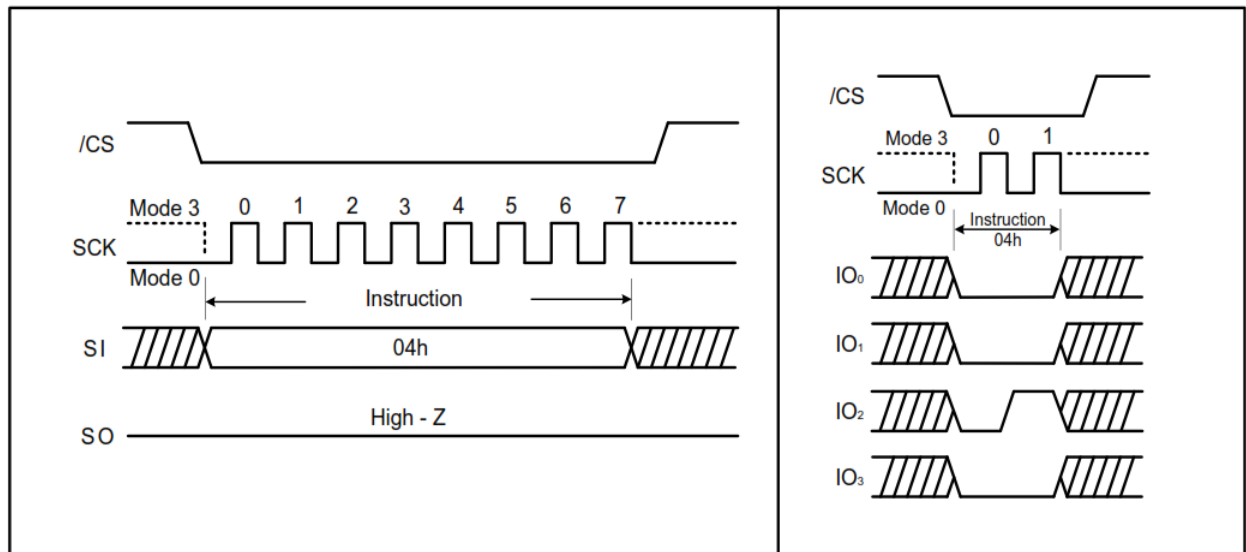 /CS
Mode 3 0 1 2 3 4 5 6 7
SCK
Mode 0
Instruction
SI 04h
High - Z
SO
/CS
Mode 3 0 1
SCK
Mode 0
Instruction
04h
IO₀
IO₁
IO₂
IO₃